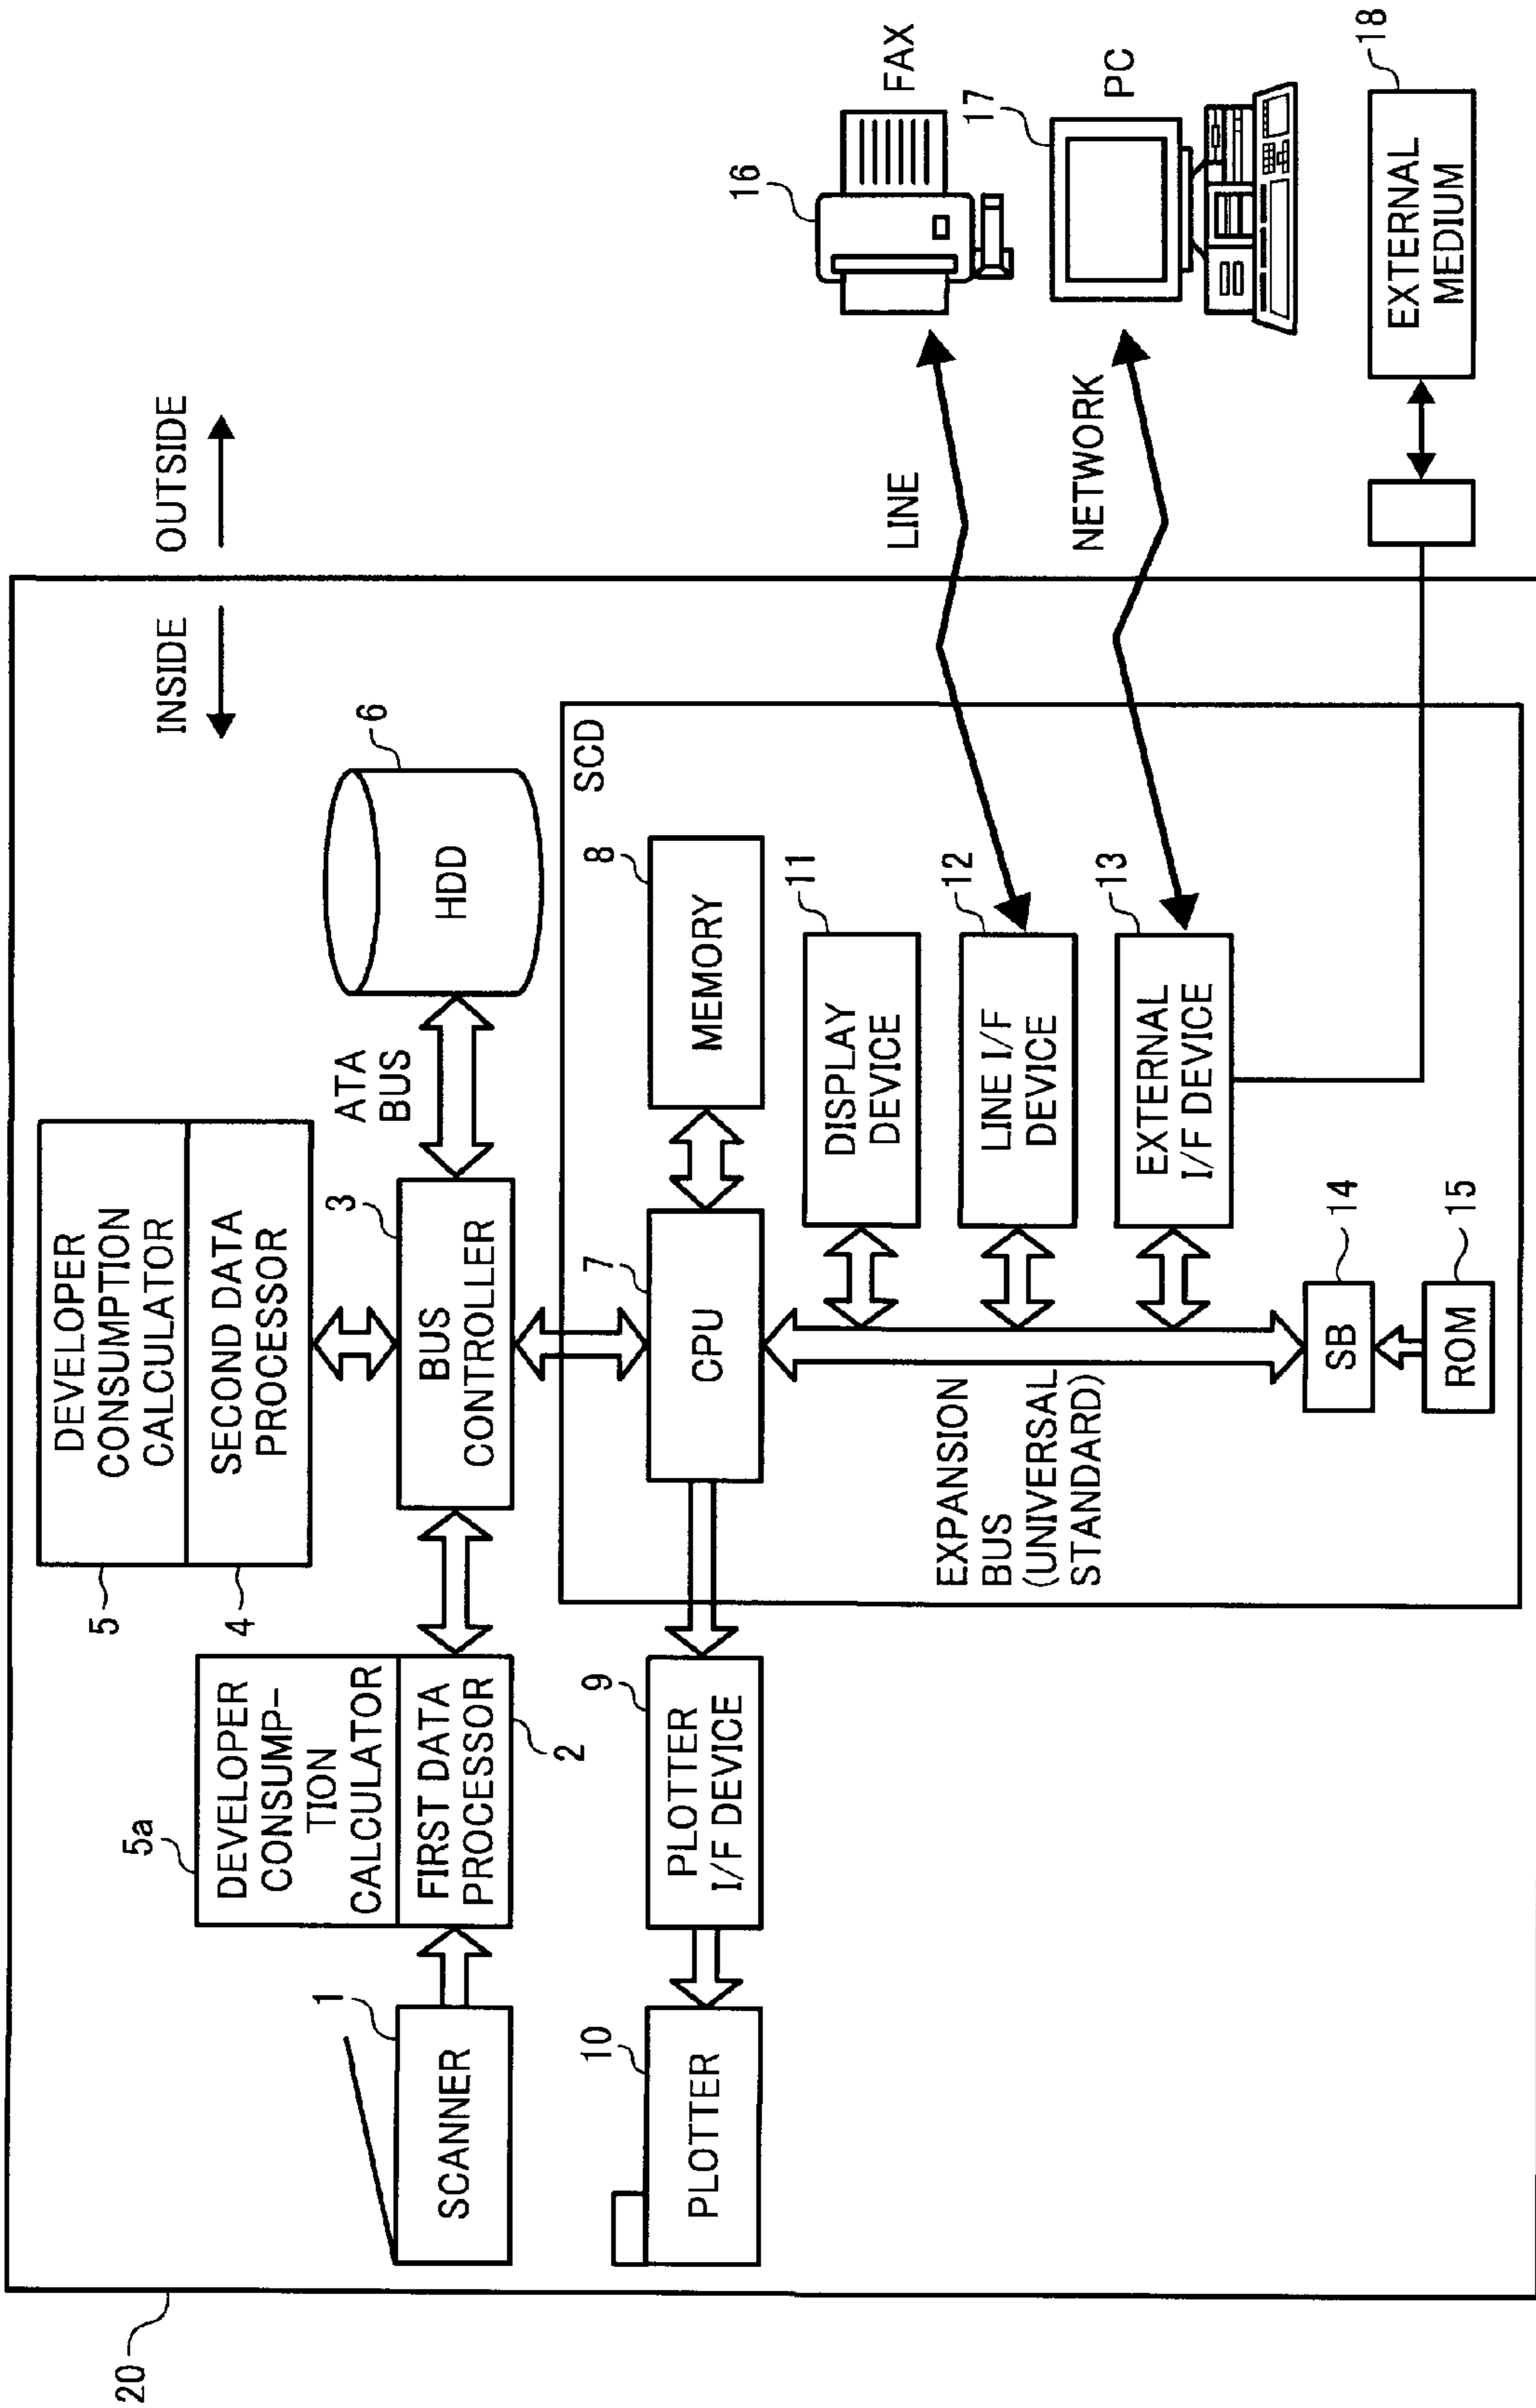 20
INSIDE
OUTSIDE
5
DEVELOPER
CONSUMPTION
CALCULATOR
4
SECOND DATA
PROCESSOR
5a
DEVELOPER
CONSUMP-
TION
CALCULATOR
FIRST DATA
PROCESSOR
2
1
SCANNER
3
BUS
CONTROLLER
ATA
BUS
6
HDD
SCD
7
CPU
8
MEMORY
9
PLOTTER
I/F DEVICE
10
PLOTTER
11
DISPLAY
DEVICE
12
LINE I/F
DEVICE
13
EXTERNAL
I/F DEVICE
EXPANSION
BUS
(UNIVERSAL
STANDARD)
14
SB
15
ROM
LINE
16
FAX
NETWORK
17
PC
18
EXTERNAL
MEDIUM